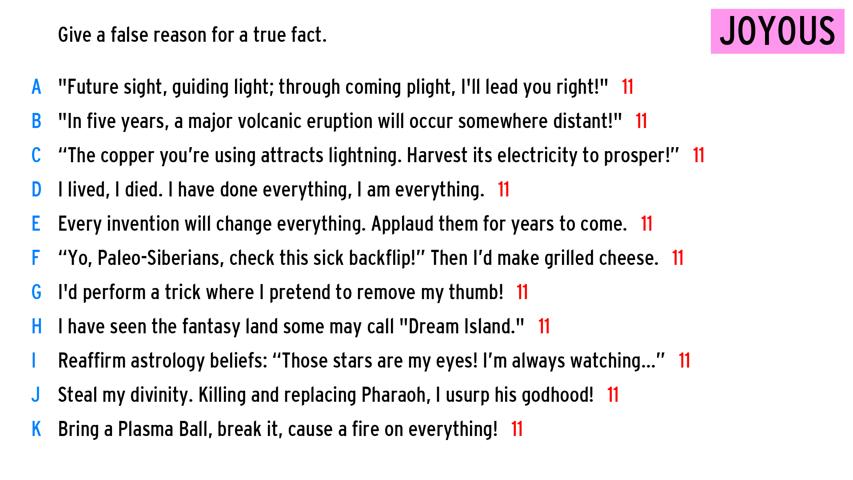 Give a false reason for a true fact.
JOYOUS
A "Future sight, guiding light; through coming plight, I'll lead you right!" 11
B "In five years, a major volcanic eruption will occur somewhere distant!" 11
C “The copper you’re using attracts lightning. Harvest its electricity to prosper!” 11
D I lived, I died. I have done everything, I am everything. 11
E Every invention will change everything. Applaud them for years to come. 11
F “Yo, Paleo-Siberians, check this sick backflip!” Then I’d make grilled cheese. 11
G I'd perform a trick where I pretend to remove my thumb! 11
H I have seen the fantasy land some may call "Dream Island." 11
I Reaffirm astrology beliefs: “Those stars are my eyes! I’m always watching...” 11
J Steal my divinity. Killing and replacing Pharaoh, I usurp his godhood! 11
K Bring a Plasma Ball, break it, cause a fire on everything! 11